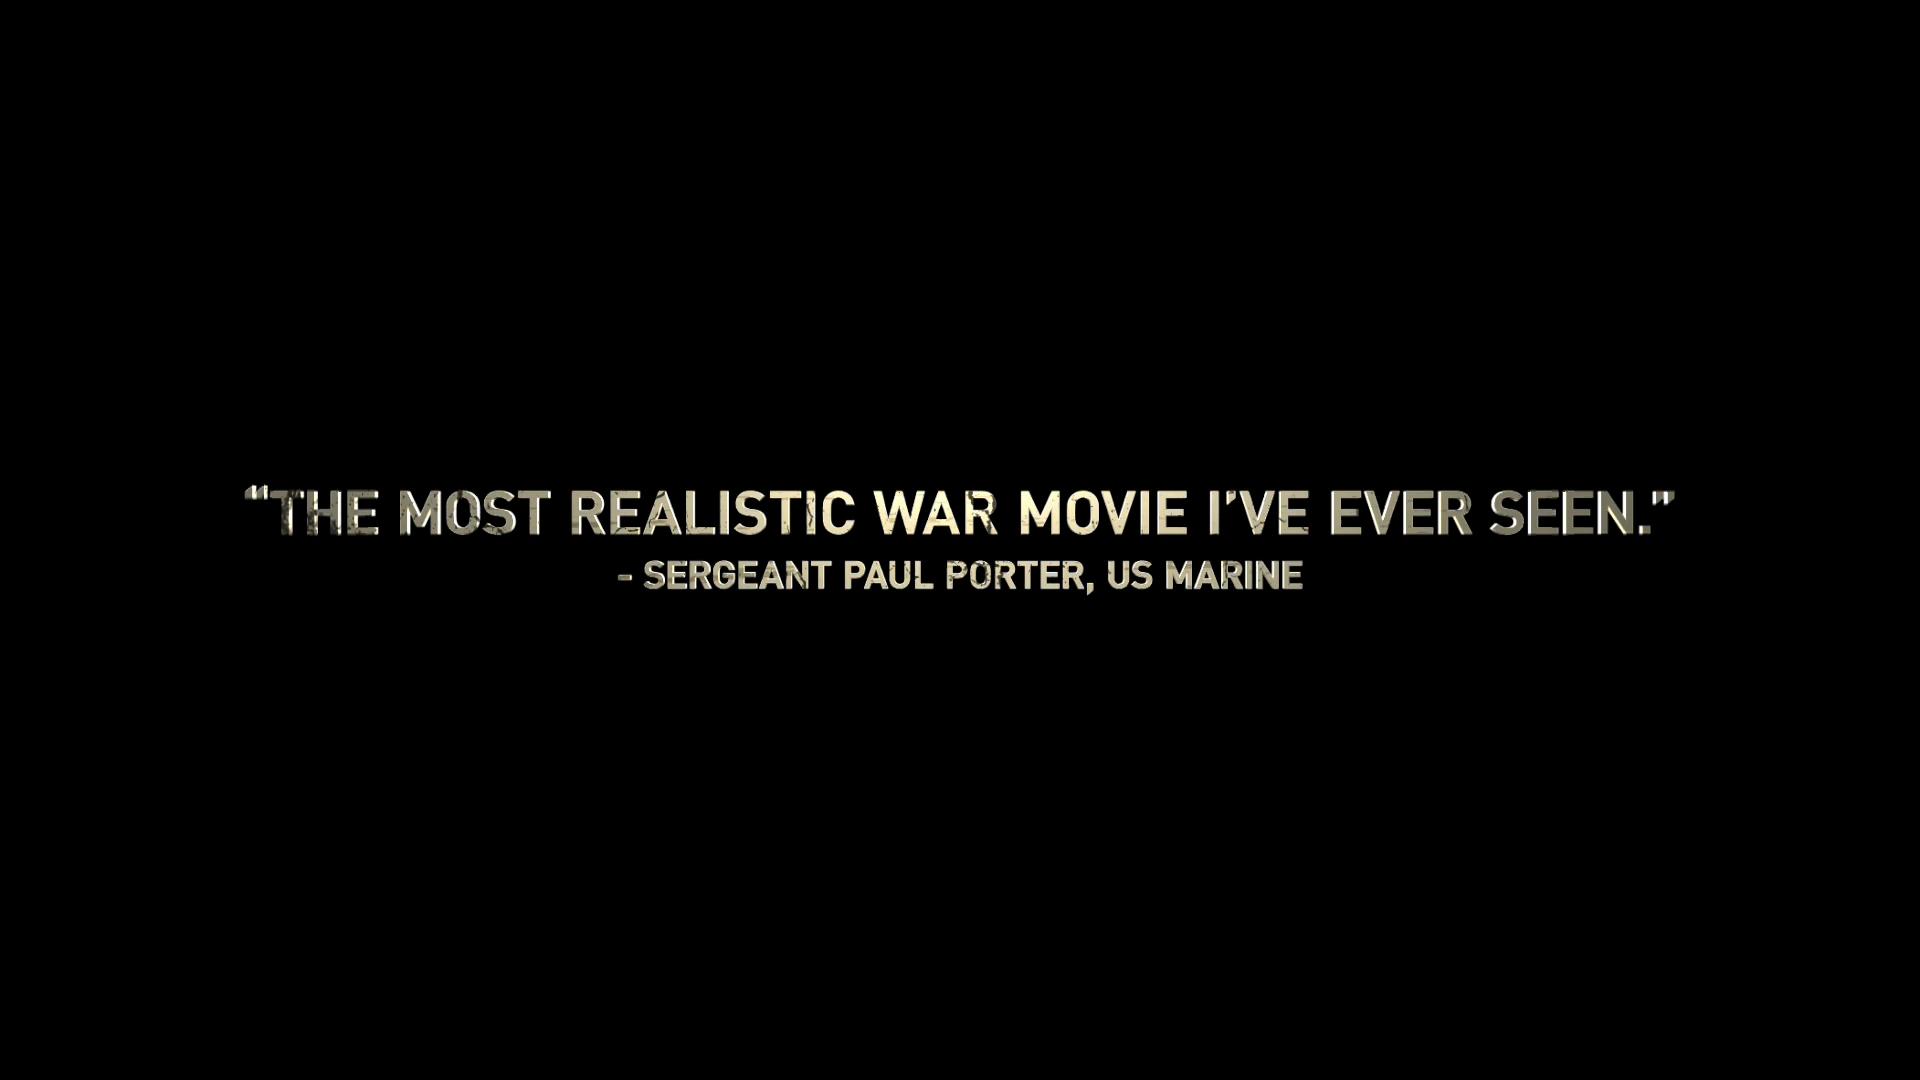 “THE MOST REALISTIC WAR MOVIE I’VE EVER SEEN.”
- SERGEANT PAUL PORTER, US MARINE